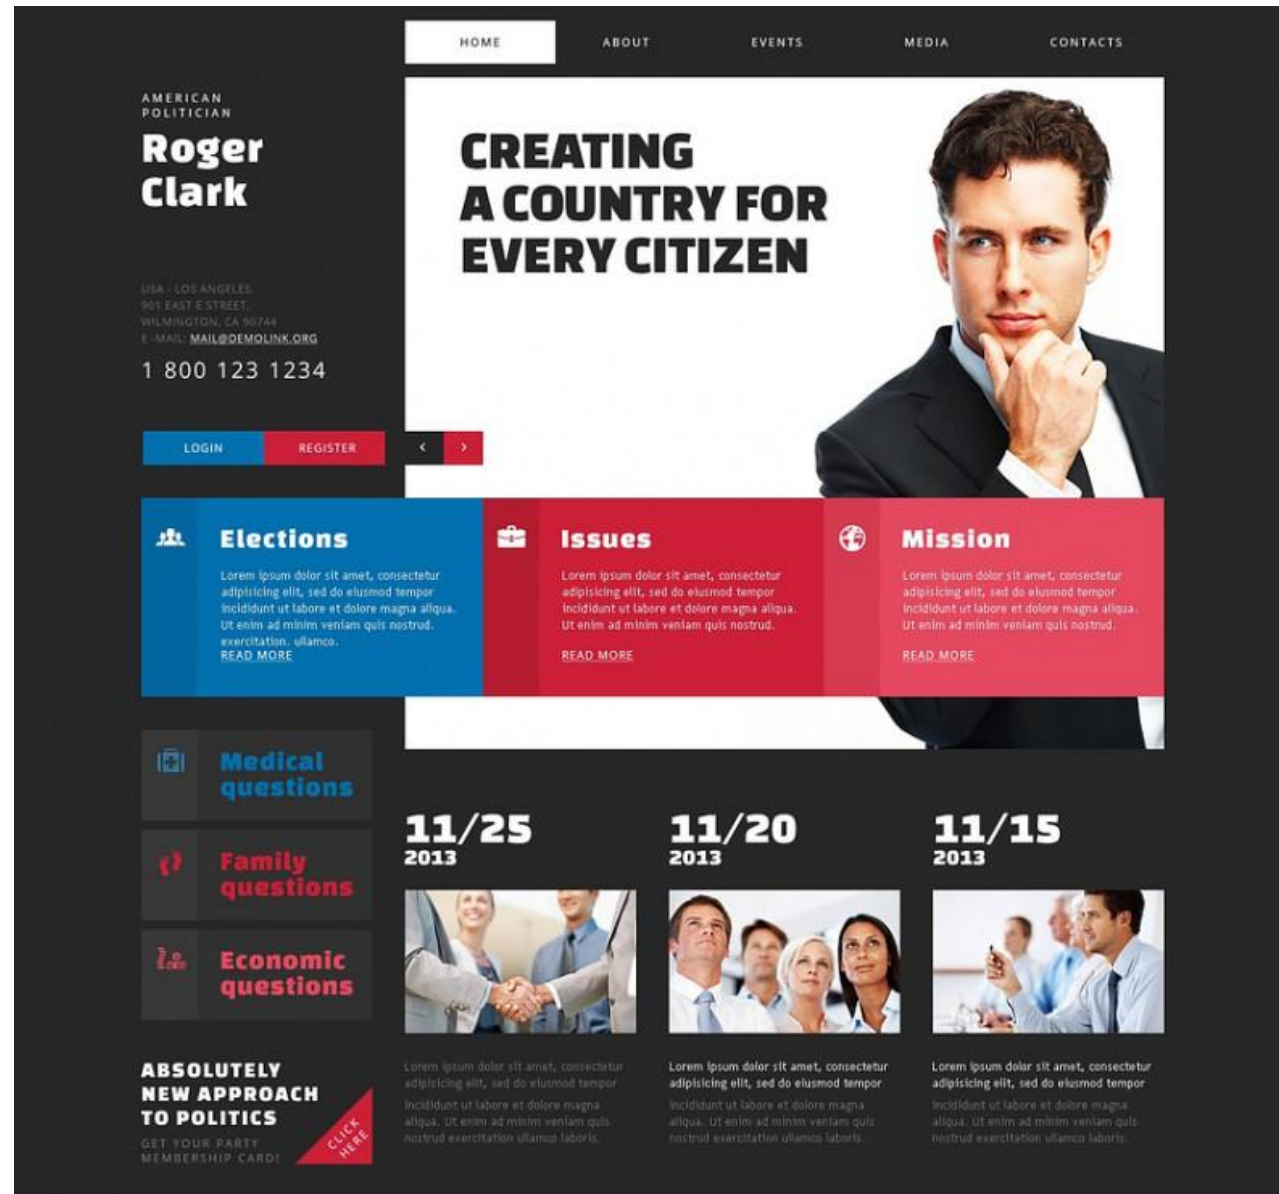 HOME
ABOUT
EVENTS
MEDIA
CONTACTS
AMERICAN
POLITICIAN
Roger
Clark
USA - LOS ANGELES,
901 EAST E STREET,
WILMINGTON, CA 90744
E -MAIL: MAIL@DEMOLINK.ORG
1 800 123 1234
LOGIN
REGISTER
CREATING
A COUNTRY FOR
EVERY CITIZEN
< >
Elections
Lorem ipsum dolor sit amet, consectetur
adipisicing elit, sed do eiusmod tempor
incididunt ut labore et dolore magna aliqua.
Ut enim ad minim veniam quis nostrud.
exercitation. ullamco.
READ MORE
Issues
Lorem ipsum dolor sit amet, consectetur
adipisicing elit, sed do eiusmod tempor
incididunt ut labore et dolore magna aliqua.
Ut enim ad minim veniam quis nostrud.
READ MORE
Mission
Lorem ipsum dolor sit amet, consectetur
adipisicing elit, sed do eiusmod tempor
incididunt ut labore et dolore magna aliqua.
Ut enim ad minim veniam quis nostrud.
READ MORE
Medical
questions
Family
questions
Economic
questions
ABSOLUTELY
NEW APPROACH
TO POLITICS
GET YOUR PARTY
MEMBERSHIP CARD!
CLICK
HERE
11/25
2013
Lorem ipsum dolor sit amet, consectetur
adipisicing elit, sed do eiusmod tempor
incididunt ut labore et dolore magna
aliqua. Ut enim ad minim veniam quis
nostrud exercitation ullamco laboris.
11/20
2013
Lorem ipsum dolor sit amet, consectetur
adipisicing elit, sed do eiusmod tempor
incididunt ut labore et dolore magna
aliqua. Ut enim ad minim veniam quis
nostrud exercitation ullamco laboris.
11/15
2013
Lorem ipsum dolor sit amet, consectetur
adipisicing elit, sed do eiusmod tempor
incididunt ut labore et dolore magna
aliqua. Ut enim ad minim veniam quis
nostrud exercitation ullamco laboris.